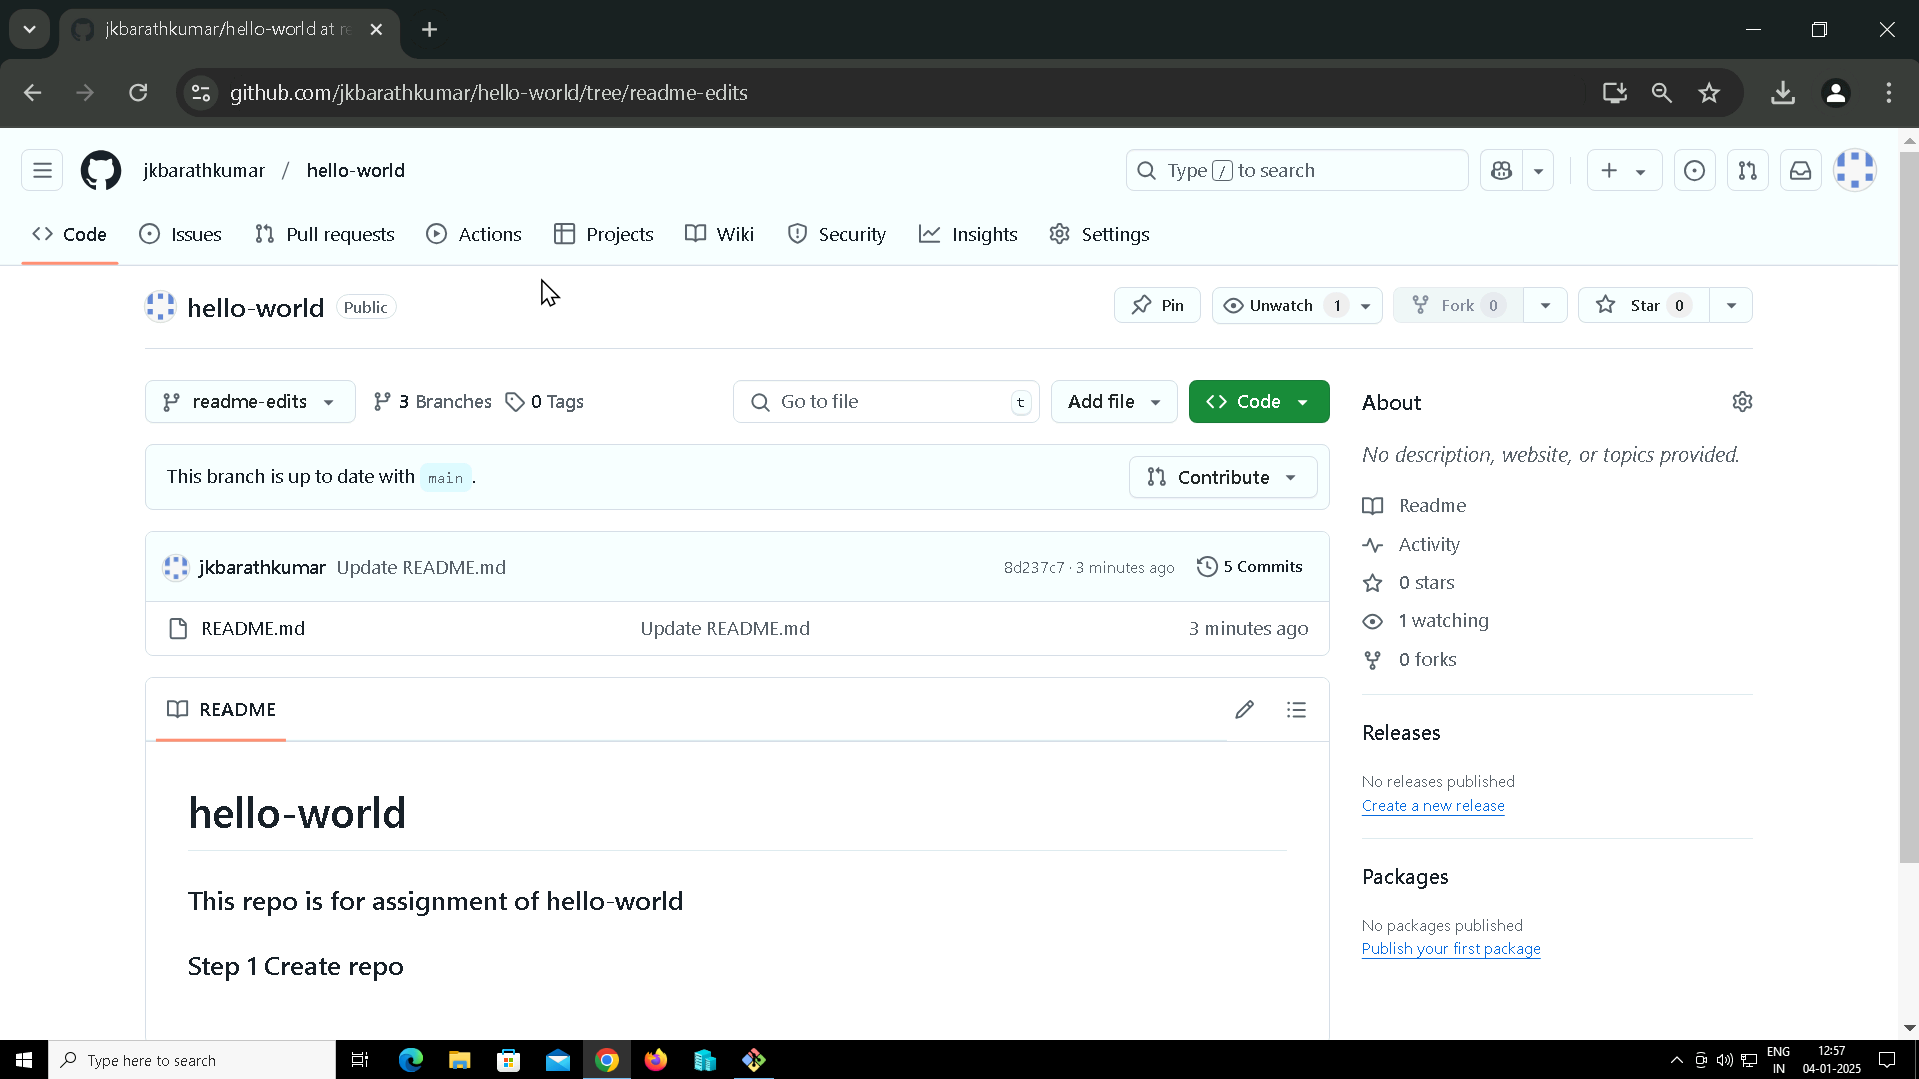 jkbarathkumar/hello-world at re
github.com/jkbarathkumar/hello-world/tree/readme-edits
jkbarathkumar / hello-world
Type / to search
Code
Issues
Pull requests
Actions
Projects
Wiki
Security
Insights
Settings
hello-world Public
Pin
Unwatch 1
Fork 0
Star 0
readme-edits
3 Branches
0 Tags
Go to file t
Add file
Code
This branch is up to date with main .
Contribute
jkbarathkumar Update README.md
8d237c7 · 3 minutes ago
5 Commits
README.md
Update README.md
3 minutes ago
README
hello-world
This repo is for assignment of hello-world
Step 1 Create repo
About
No description, website, or topics provided.
Readme
Activity
0 stars
1 watching
0 forks
Releases
No releases published
Create a new release
Packages
No packages published
Publish your first package
Type here to search
ENG
IN
12:57
04-01-2025